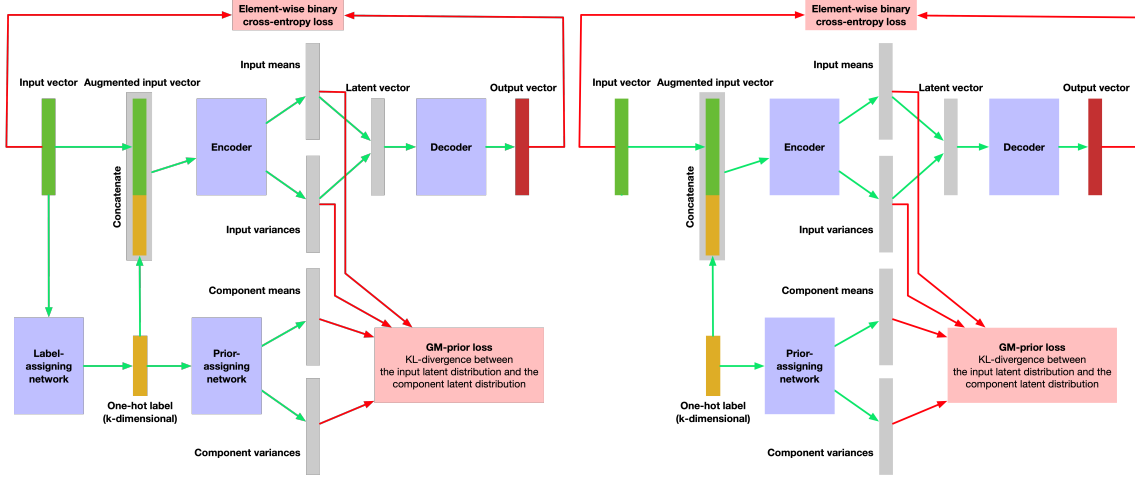 Element-wise binary
cross-entropy loss
Input means
Input vector
Augmented input vector
Latent vector
Output vector
Encoder
Decoder
Concatenate
Input variances
Component means
Label-
assigning
network
Prior-
assigning
network
GM-prior loss
KL-divergence between
the input latent distribution and the
component latent distribution
One-hot label
(k-dimensional)
Component variances
Element-wise binary
cross-entropy loss
Input means
Input vector
Augmented input vector
Latent vector
Output vector
Encoder
Decoder
Concatenate
Input variances
Component means
Prior-
assigning
network
GM-prior loss
KL-divergence between
the input latent distribution and the
component latent distribution
One-hot label
(k-dimensional)
Component variances